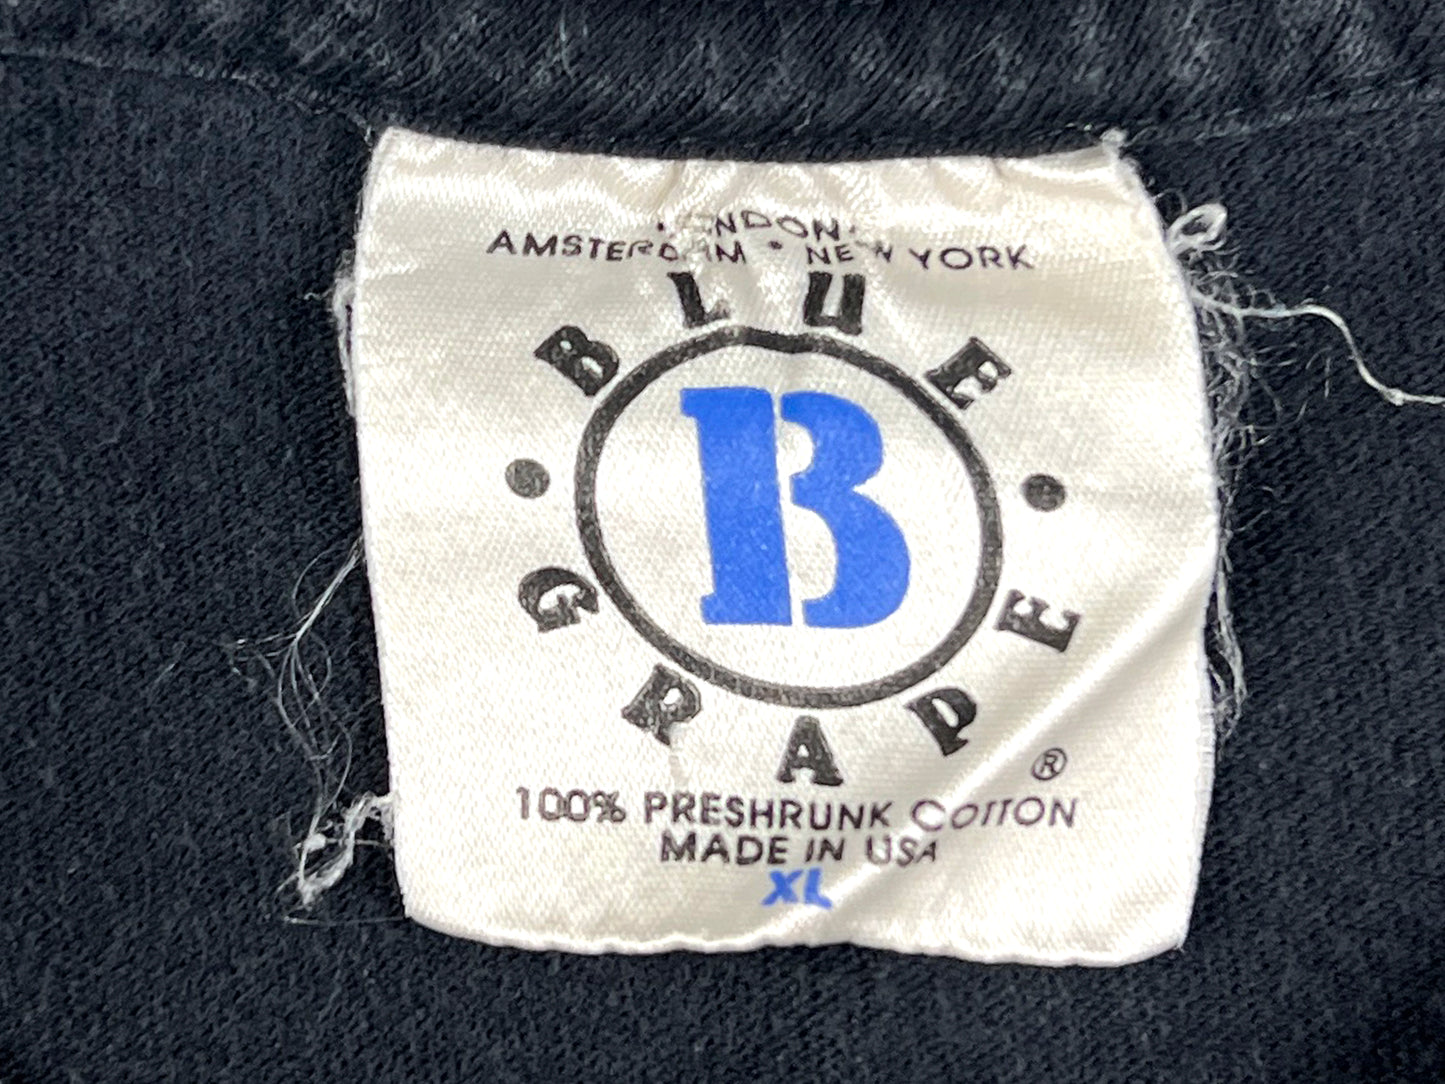 LONDON
AMSTERDAM • NEW YORK
BLUE
B
• GRAPE •
®
100% PRESHRUNK COTTON
MADE IN USA
XL